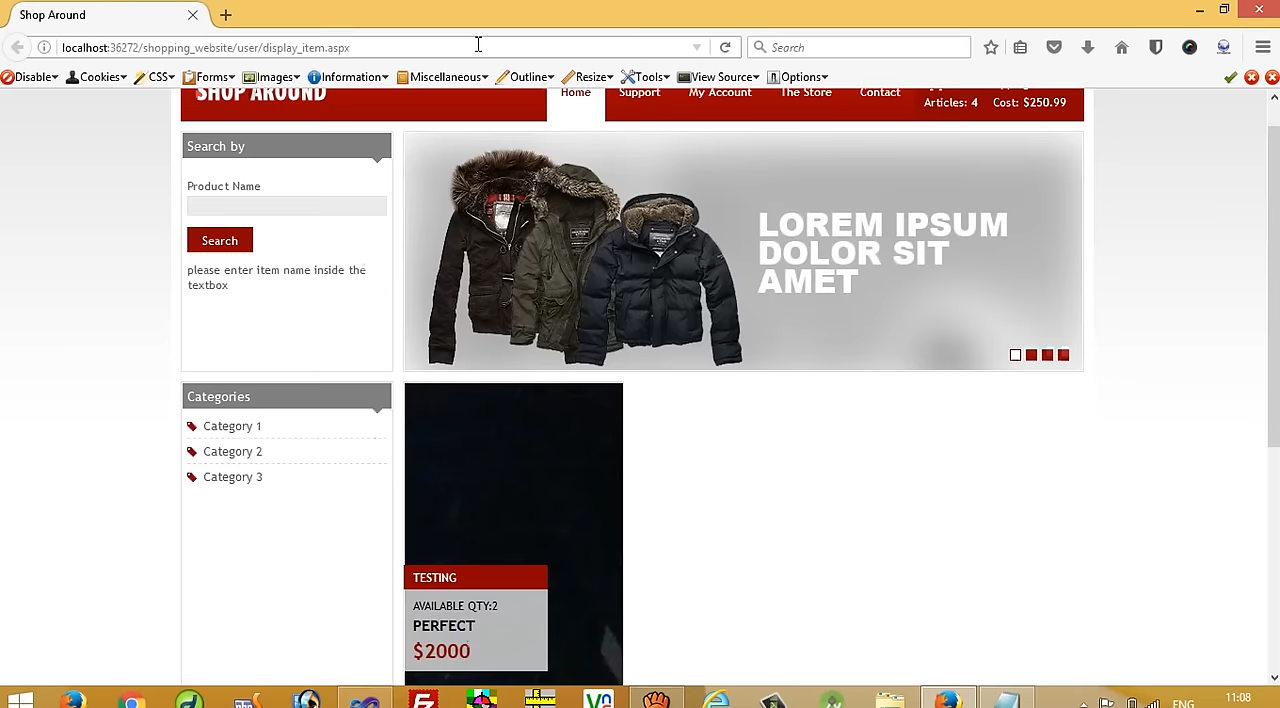 Shop Around
localhost:36272/shopping_website/user/display_item.aspx
Search
Disable
Cookies
CSS
Forms
Images
Information
Miscellaneous
Outline
Resize
Tools
View Source
Options
SHOP AROUND
Home
Support
My Account
The Store
Contact
Articles: 4 Cost: $250.99
Search by
Product Name
Search
please enter item name inside the
textbox
LOREM IPSUM
DOLOR SIT
AMET
Categories
Category 1
Category 2
Category 3
TESTING
AVAILABLE QTY:2
PERFECT
$2000
ENG
11:08